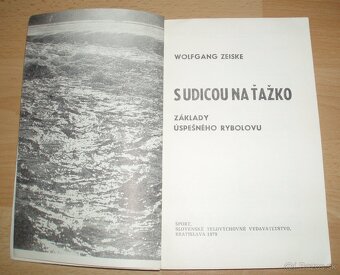 WOLFGANG ZEISKE
S UDICOU NA ŤAŽKO
ZÁKLADY
ÚSPEŠNÉHO RYBOLOVU
ŠPORT,
SLOVENSKÉ TELOVÝCHOVNÉ VYDAVATEĽSTVO,
BRATISLAVA 1979